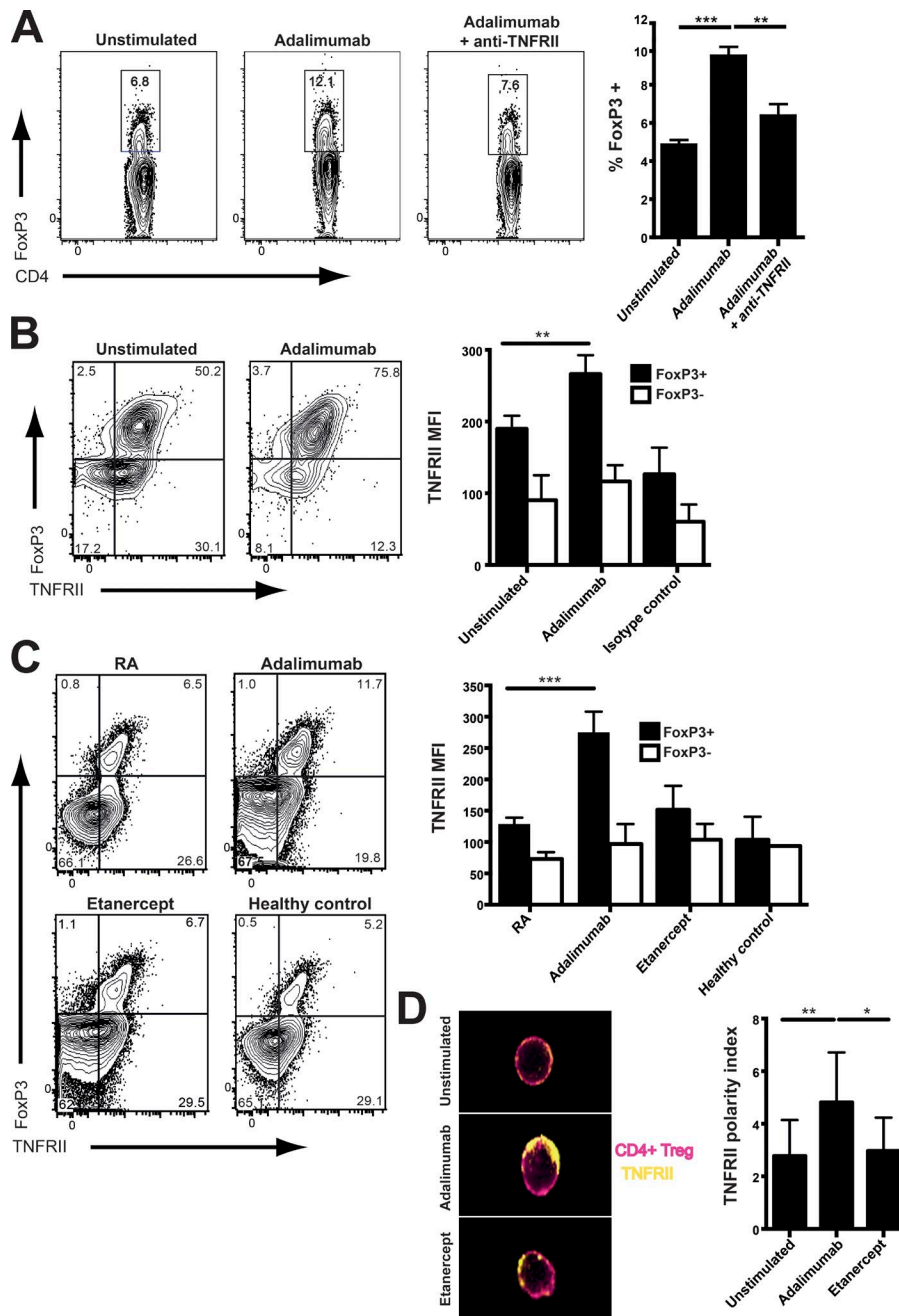 A
Unstimulated
Adalimumab
Adalimumab
+ anti-TNFRII
6.8
12.1
7.6
FoxP3
0
0
0
0
0
0
CD4
***
**
12
10
8
6
4
2
0
% FoxP3 +
Unstimulated
Adalimumab
Adalimumab
+ anti-TNFRII
B
Unstimulated
Adalimumab
2.5
50.2
3.7
75.8
17.2
30.1
8.1
12.3
FoxP3
0
0
0
0
TNFRII
**
FoxP3+
FoxP3-
300
200
100
0
TNFRII MFI
Unstimulated
Adalimumab
Isotype control
C
RA
Adalimumab
0.8
6.5
1.0
11.7
66.1
26.6
19.8
0
0
0
0
Etanercept
Healthy control
1.1
6.7
0.5
5.2
29.5
29.1
0
0
0
0
FoxP3
TNFRII
***
FoxP3+
FoxP3-
350
300
250
200
150
100
50
0
TNFRII MFI
RA
Adalimumab
Etanercept
Healthy control
D
Unstimulated
Adalimumab
Etanercept
CD4+ Treg
TNFRII
**
*
8
6
4
2
0
TNFRII polarity index
Unstimulated
Adalimumab
Etanercept